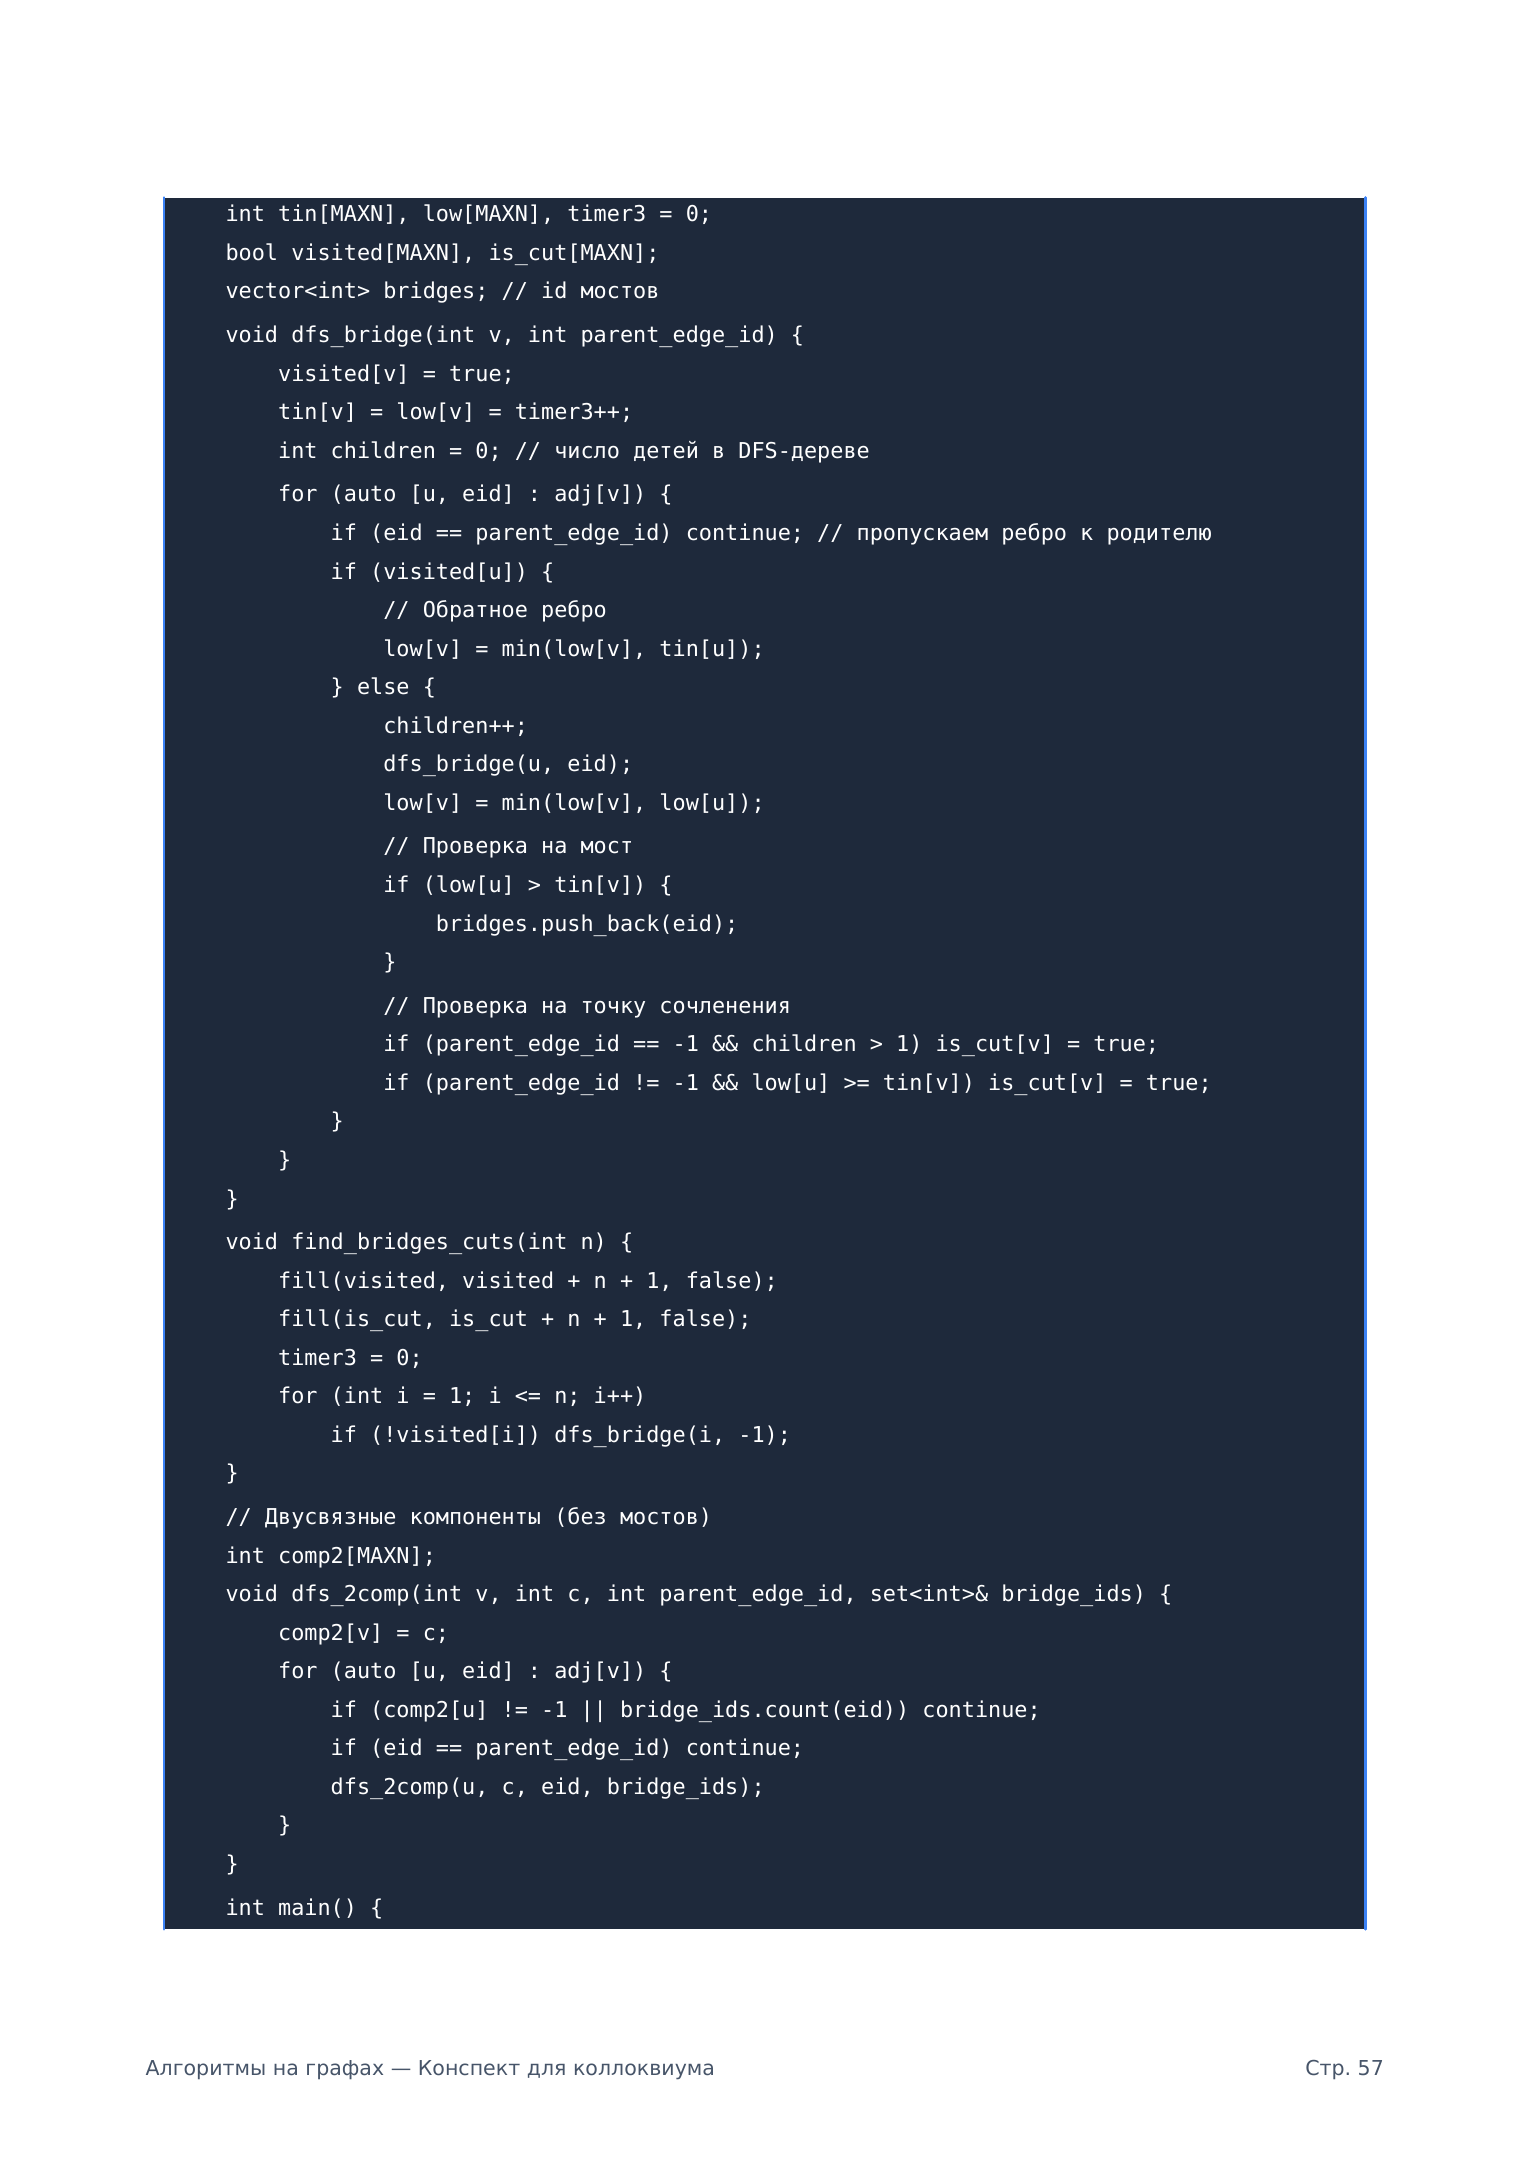 int tin[MAXN], low[MAXN], timer3 = 0;
bool visited[MAXN], is_cut[MAXN];
vector<int> bridges; // id мостов
void dfs_bridge(int v, int parent_edge_id) {
    visited[v] = true;
    tin[v] = low[v] = timer3++;
    int children = 0; // число детей в DFS-дереве
    for (auto [u, eid] : adj[v]) {
        if (eid == parent_edge_id) continue; // пропускаем ребро к родителю
        if (visited[u]) {
            // Обратное ребро
            low[v] = min(low[v], tin[u]);
        } else {
            children++;
            dfs_bridge(u, eid);
            low[v] = min(low[v], low[u]);
            // Проверка на мост
            if (low[u] > tin[v]) {
                bridges.push_back(eid);
            }
            // Проверка на точку сочленения
            if (parent_edge_id == -1 && children > 1) is_cut[v] = true;
            if (parent_edge_id != -1 && low[u] >= tin[v]) is_cut[v] = true;
        }
    }
}
void find_bridges_cuts(int n) {
    fill(visited, visited + n + 1, false);
    fill(is_cut, is_cut + n + 1, false);
    timer3 = 0;
    for (int i = 1; i <= n; i++)
        if (!visited[i]) dfs_bridge(i, -1);
}
// Двусвязные компоненты (без мостов)
int comp2[MAXN];
void dfs_2comp(int v, int c, int parent_edge_id, set<int>& bridge_ids) {
    comp2[v] = c;
    for (auto [u, eid] : adj[v]) {
        if (comp2[u] != -1 || bridge_ids.count(eid)) continue;
        if (eid == parent_edge_id) continue;
        dfs_2comp(u, c, eid, bridge_ids);
    }
}
int main() {
Алгоритмы на графах — Конспект для коллоквиума Стр. 57